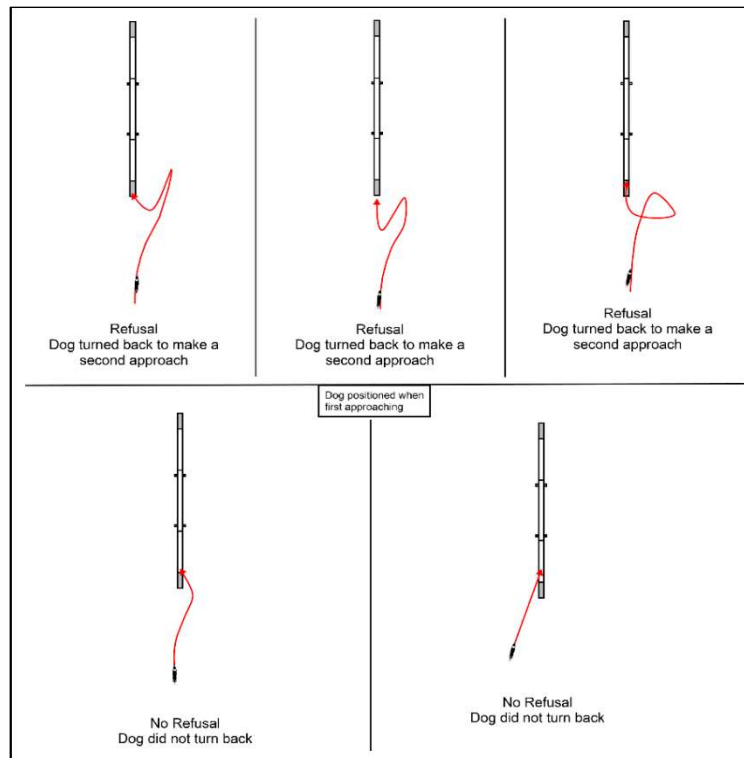 Refusal
Dog turned back to make a
second approach
Refusal
Dog turned back to make a
second approach
Refusal
Dog turned back to make a
second approach
Dog positioned when
first approaching
No Refusal
Dog did not turn back
No Refusal
Dog did not turn back